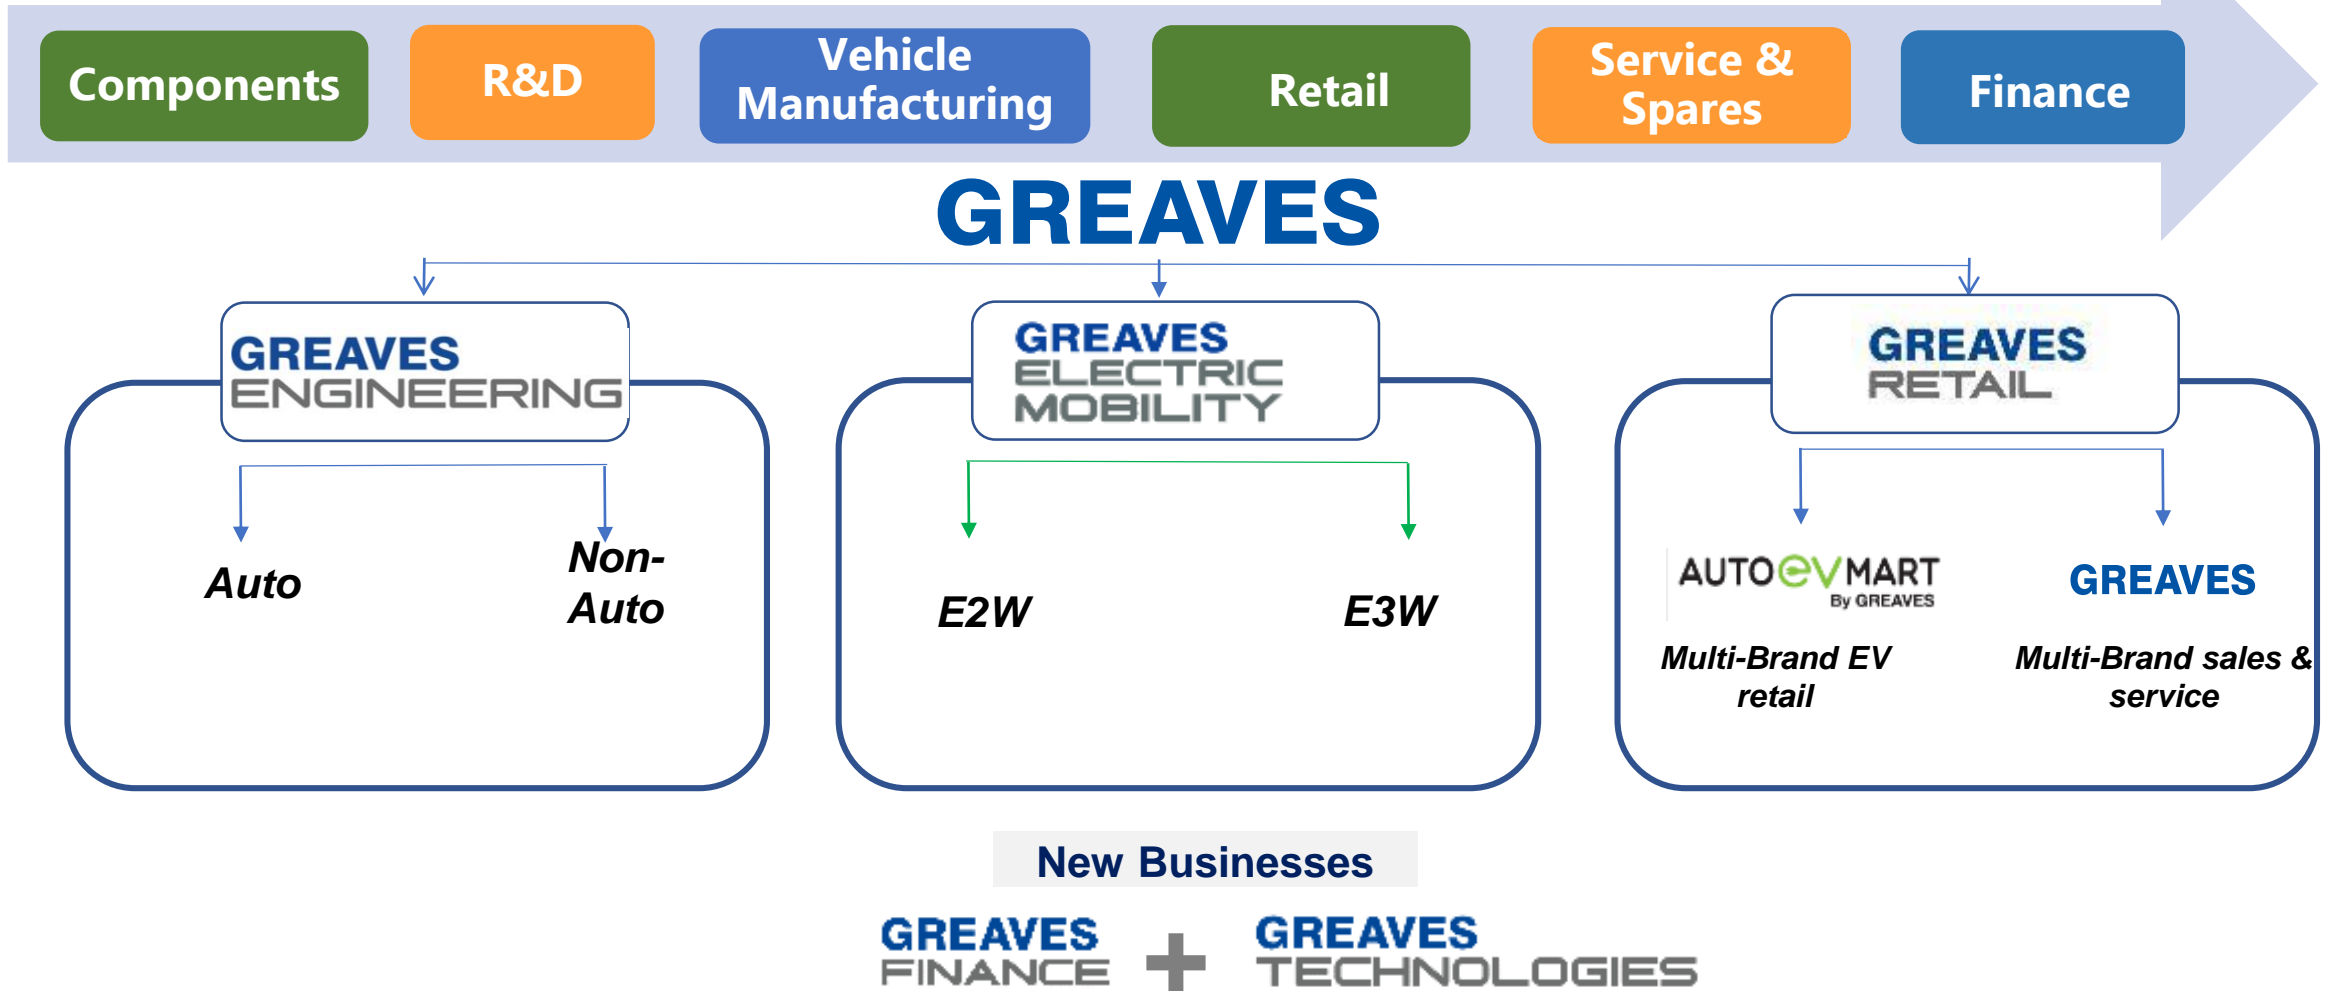 Components
R&D
Vehicle
Manufacturing
Retail
Service &
Spares
Finance
GREAVES
GREAVES
ENGINEERING
GREAVES
ELECTRIC
MOBILITY
GREAVES
RETAIL
Auto
Non-
Auto
E2W
E3W
AUTOEVMART
By GREAVES
Multi-Brand EV
retail
GREAVES
Multi-Brand sales &
service
New Businesses
GREAVES
FINANCE
+
GREAVES
TECHNOLOGIES